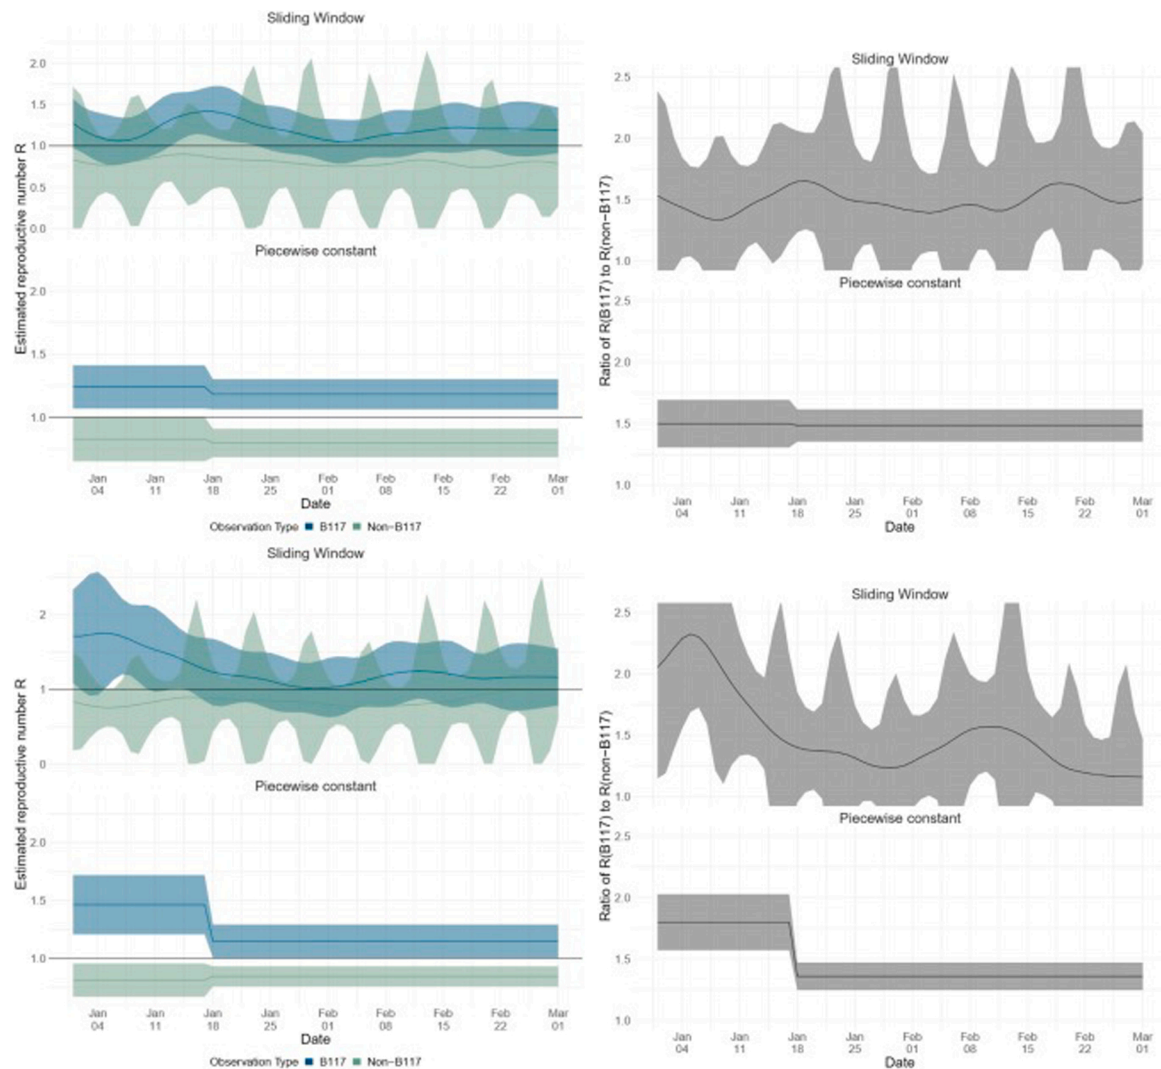 Sliding Window
2.0
1.5
1.0
0.5
0.0
Piecewise constant
2.0
1.5
1.0
Estimated reproductive number R
Jan 04 Jan 11 Jan 18 Jan 25 Feb 01 Feb 08 Feb 15 Feb 22 Mar 01
Date
Observation Type B117 Non-B117
Sliding Window
2.5
2.0
1.5
1.0
Piecewise constant
2.5
2.0
1.5
1.0
Ratio of R(B117) to R(non-B117)
Jan 04 Jan 11 Jan 18 Jan 25 Feb 01 Feb 08 Feb 15 Feb 22 Mar 01
Date
Sliding Window
2
1
0
Piecewise constant
2.0
1.5
1.0
Estimated reproductive number R
Jan 04 Jan 11 Jan 18 Jan 25 Feb 01 Feb 08 Feb 15 Feb 22 Mar 01
Date
Observation Type B117 Non-B117
Sliding Window
2.5
2.0
1.5
1.0
Piecewise constant
2.5
2.0
1.5
1.0
Ratio of R(B117) to R(non-B117)
Jan 04 Jan 11 Jan 18 Jan 25 Feb 01 Feb 08 Feb 15 Feb 22 Mar 01
Date